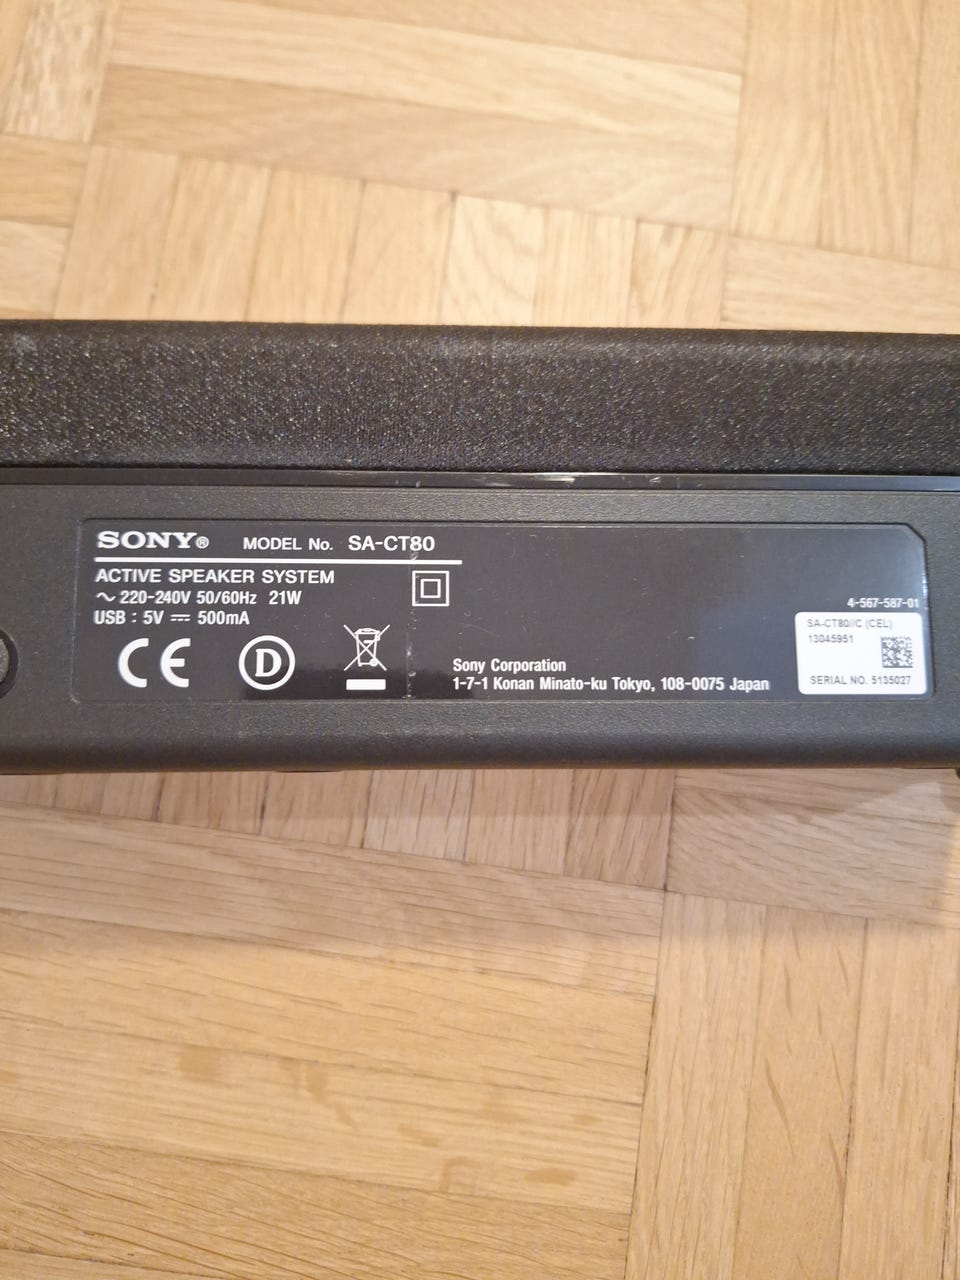 SONY® MODEL No. SA-CT80
ACTIVE SPEAKER SYSTEM
~ 220-240V 50/60Hz 21W
USB : 5V ⎓ 500mA
CE D
Sony Corporation
1-7-1 Konan Minato-ku Tokyo, 108-0075 Japan
4-567-587-01
SA-CT80//C (CEL)
13045951
SERIAL NO. 5135027